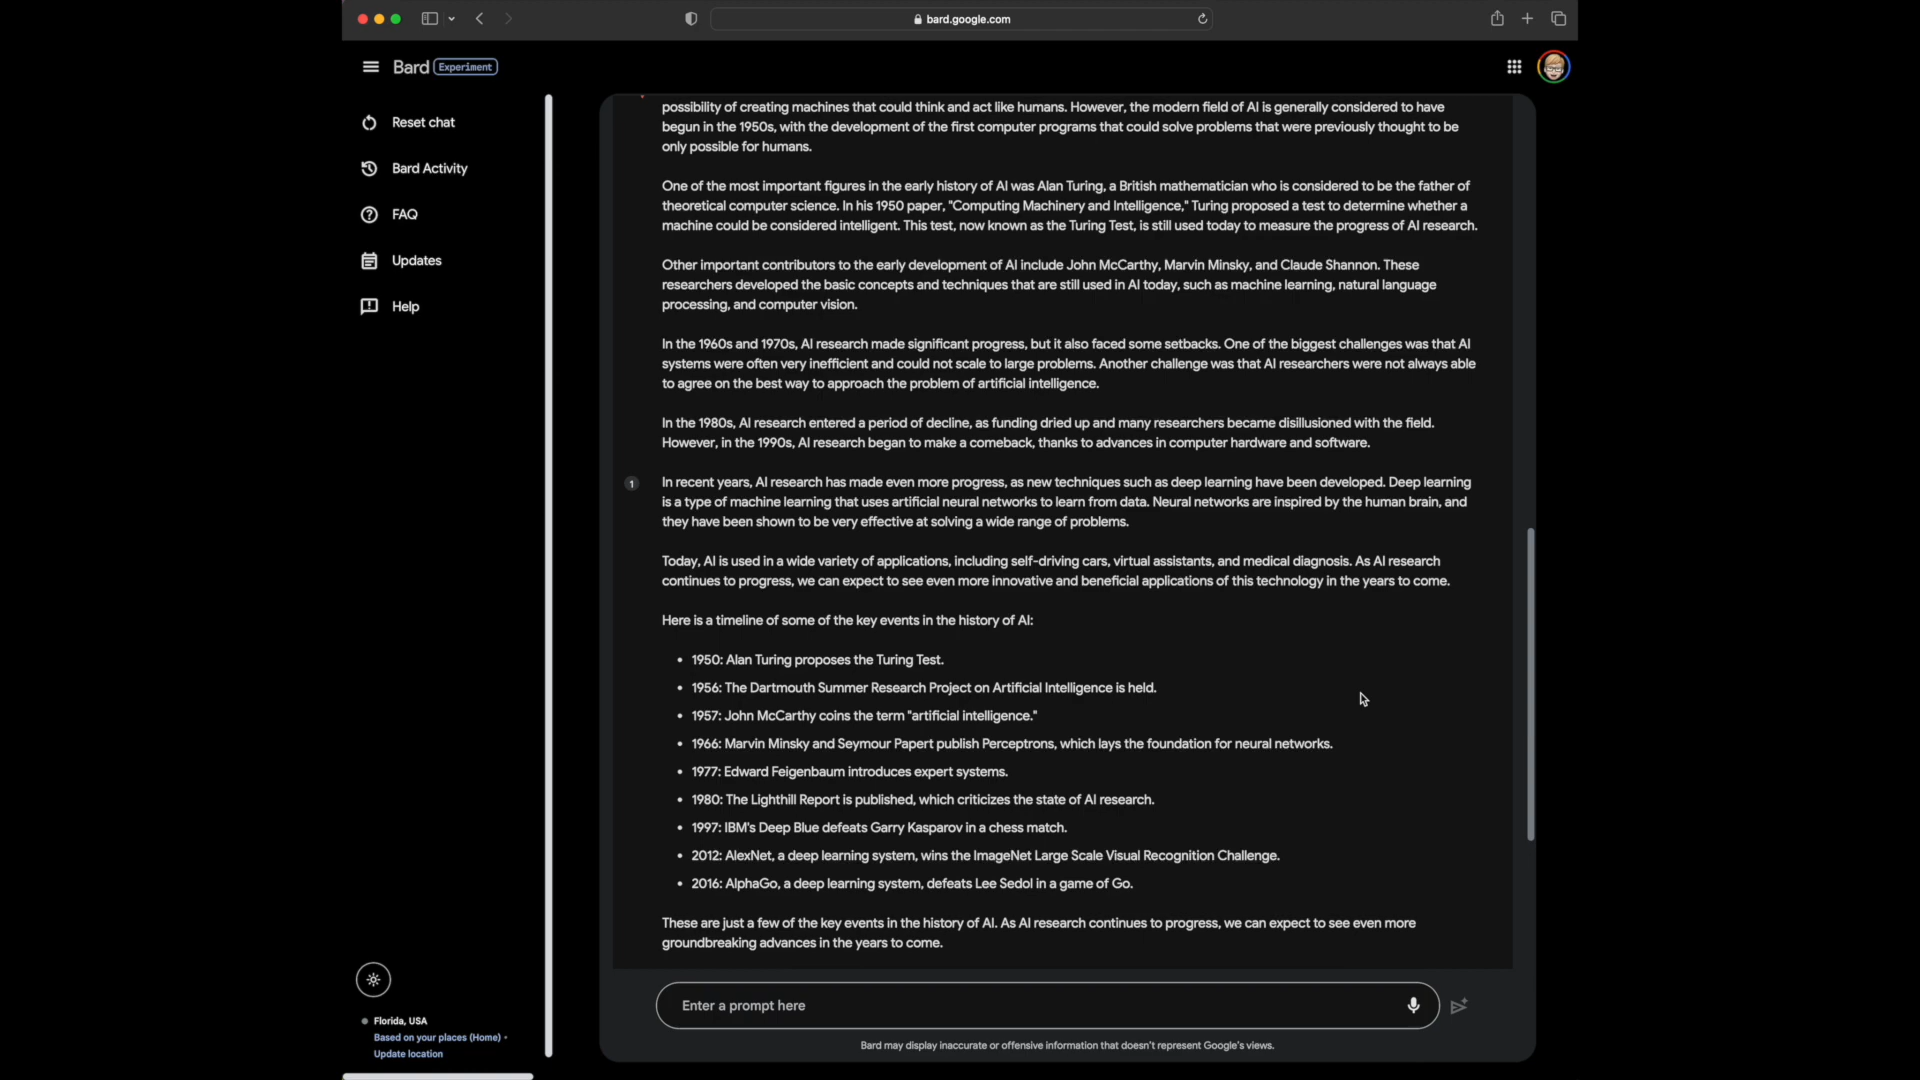 bard.google.com
Bard Experiment
Reset chat
Bard Activity
FAQ
Updates
Help
possibility of creating machines that could think and act like humans. However, the modern field of AI is generally considered to have
begun in the 1950s, with the development of the first computer programs that could solve problems that were previously thought to be
only possible for humans.
One of the most important figures in the early history of AI was Alan Turing, a British mathematician who is considered to be the father of
theoretical computer science. In his 1950 paper, "Computing Machinery and Intelligence," Turing proposed a test to determine whether a
machine could be considered intelligent. This test, now known as the Turing Test, is still used today to measure the progress of AI research.
Other important contributors to the early development of AI include John McCarthy, Marvin Minsky, and Claude Shannon. These
researchers developed the basic concepts and techniques that are still used in AI today, such as machine learning, natural language
processing, and computer vision.
In the 1960s and 1970s, AI research made significant progress, but it also faced some setbacks. One of the biggest challenges was that AI
systems were often very inefficient and could not scale to large problems. Another challenge was that AI researchers were not always able
to agree on the best way to approach the problem of artificial intelligence.
In the 1980s, AI research entered a period of decline, as funding dried up and many researchers became disillusioned with the field.
However, in the 1990s, AI research began to make a comeback, thanks to advances in computer hardware and software.
1
In recent years, AI research has made even more progress, as new techniques such as deep learning have been developed. Deep learning
is a type of machine learning that uses artificial neural networks to learn from data. Neural networks are inspired by the human brain, and
they have been shown to be very effective at solving a wide range of problems.
Today, AI is used in a wide variety of applications, including self-driving cars, virtual assistants, and medical diagnosis. As AI research
continues to progress, we can expect to see even more innovative and beneficial applications of this technology in the years to come.
Here is a timeline of some of the key events in the history of AI:
• 1950: Alan Turing proposes the Turing Test.
• 1956: The Dartmouth Summer Research Project on Artificial Intelligence is held.
• 1957: John McCarthy coins the term "artificial intelligence."
• 1966: Marvin Minsky and Seymour Papert publish Perceptrons, which lays the foundation for neural networks.
• 1977: Edward Feigenbaum introduces expert systems.
• 1980: The Lighthill Report is published, which criticizes the state of AI research.
• 1997: IBM's Deep Blue defeats Garry Kasparov in a chess match.
• 2012: AlexNet, a deep learning system, wins the ImageNet Large Scale Visual Recognition Challenge.
• 2016: AlphaGo, a deep learning system, defeats Lee Sedol in a game of Go.
These are just a few of the key events in the history of AI. As AI research continues to progress, we can expect to see even more
groundbreaking advances in the years to come.
Enter a prompt here
Bard may display inaccurate or offensive information that doesn't represent Google's views.
Florida, USA
Based on your places (Home) •
Update location